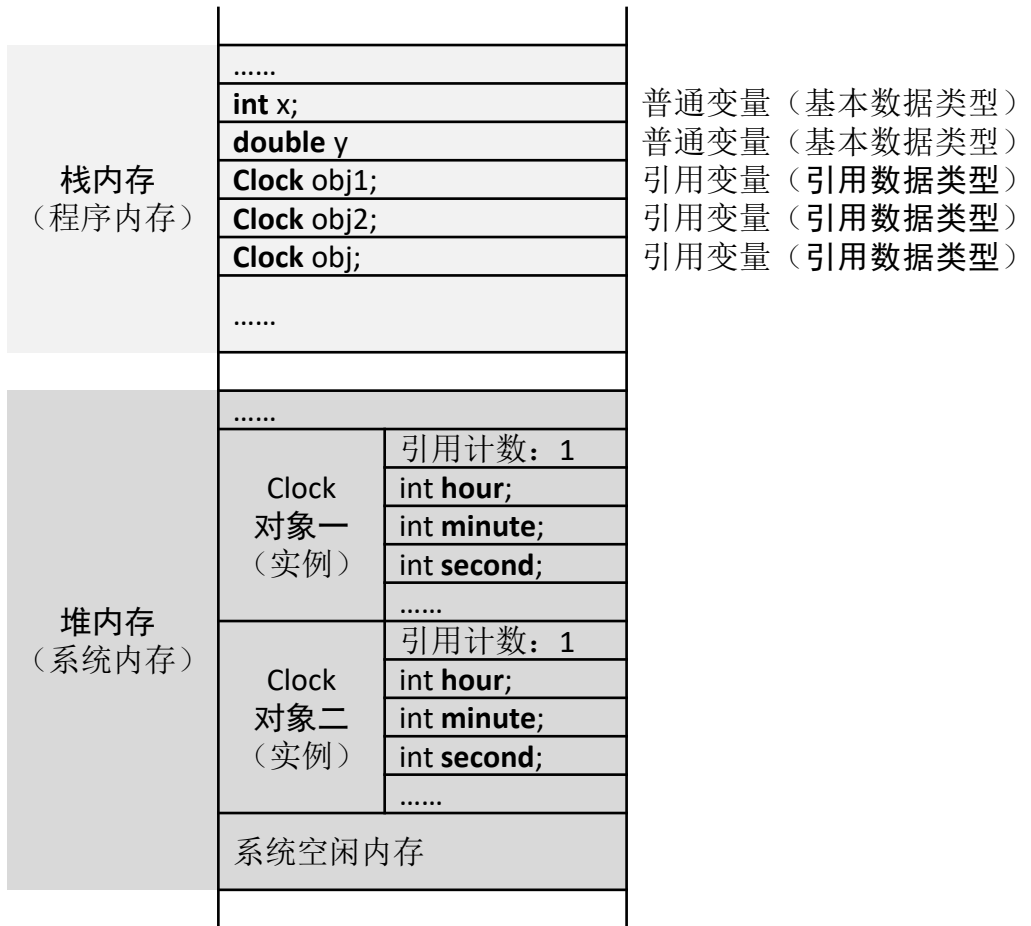 ……
int x;
普通变量（基本数据类型）
double y
普通变量（基本数据类型）
栈内存
（程序内存）
Clock obj1;
引用变量（引用数据类型）
Clock obj2;
引用变量（引用数据类型）
Clock obj;
引用变量（引用数据类型）
……
堆内存
（系统内存）
……
Clock
对象一
（实例）
引用计数：1
int hour;
int minute;
int second;
……
Clock
对象二
（实例）
引用计数：1
int hour;
int minute;
int second;
……
系统空闲内存